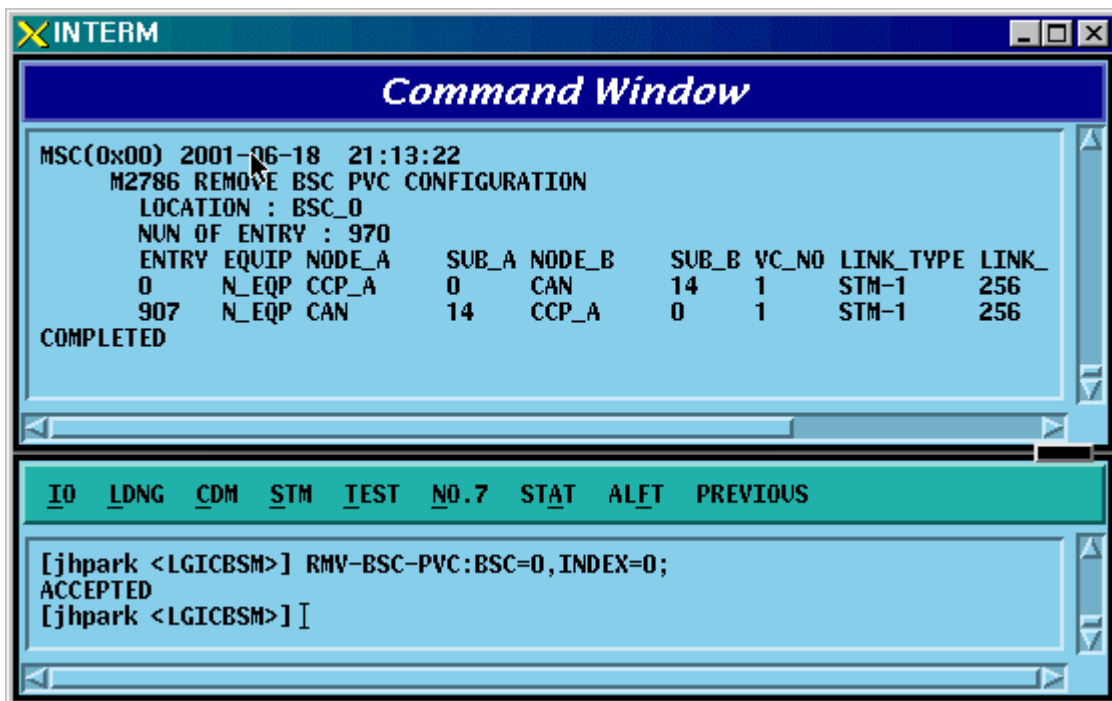 INTERM
Command Window
MSC(0x00) 2001-06-18 21:13:22
M2786 REMOVE BSC PVC CONFIGURATION
LOCATION : BSC_0
NUN OF ENTRY : 970
ENTRY EQUIP NODE_A SUB_A NODE_B SUB_B VC_NO LINK_TYPE LINK_
0 N_EQP CCP_A 0 CAN 14 1 STM-1 256
907 N_EQP CAN 14 CCP_A 0 1 STM-1 256
COMPLETED
IO LDNG CDM STM TEST NO.7 STAT ALFT PREVIOUS
[jhpark <LGICBSM>] RMV-BSC-PVC:BSC=0,INDEX=0;
ACCEPTED
[jhpark <LGICBSM>]